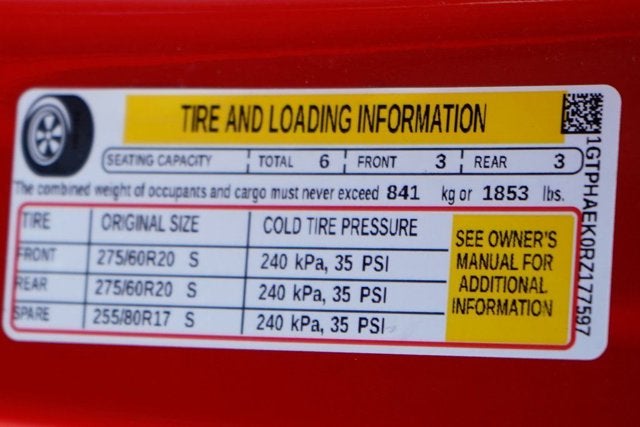 TIRE AND LOADING INFORMATION
SEATING CAPACITY TOTAL 6 FRONT 3 REAR 3
The combined weight of occupants and cargo must never exceed 841 kg or 1853 lbs.
TIRE ORIGINAL SIZE COLD TIRE PRESSURE
FRONT 275/60R20 S 240 kPa, 35 PSI
REAR 275/60R20 S 240 kPa, 35 PSI
SPARE 255/80R17 S 240 kPa, 35 PSI
SEE OWNER'S
MANUAL FOR
ADDITIONAL
INFORMATION
1GTPHAEK0RZ177597